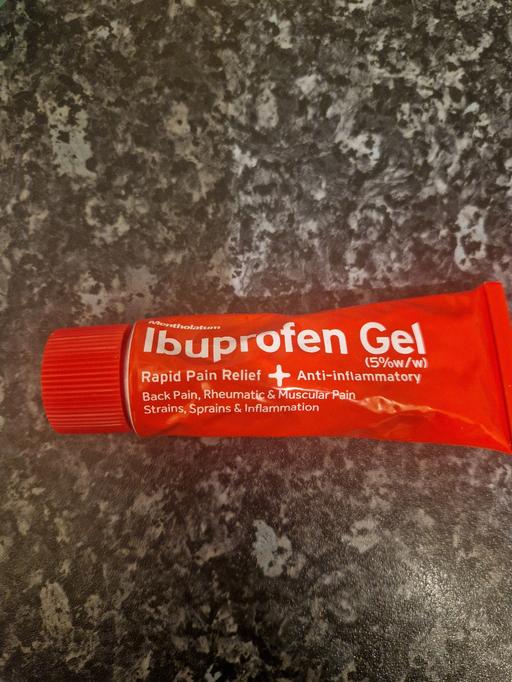 Mentholatum
Ibuprofen Gel
(5%w/w)
Rapid Pain Relief + Anti-inflammatory
Back Pain, Rheumatic & Muscular Pain
Strains, Sprains & Inflammation